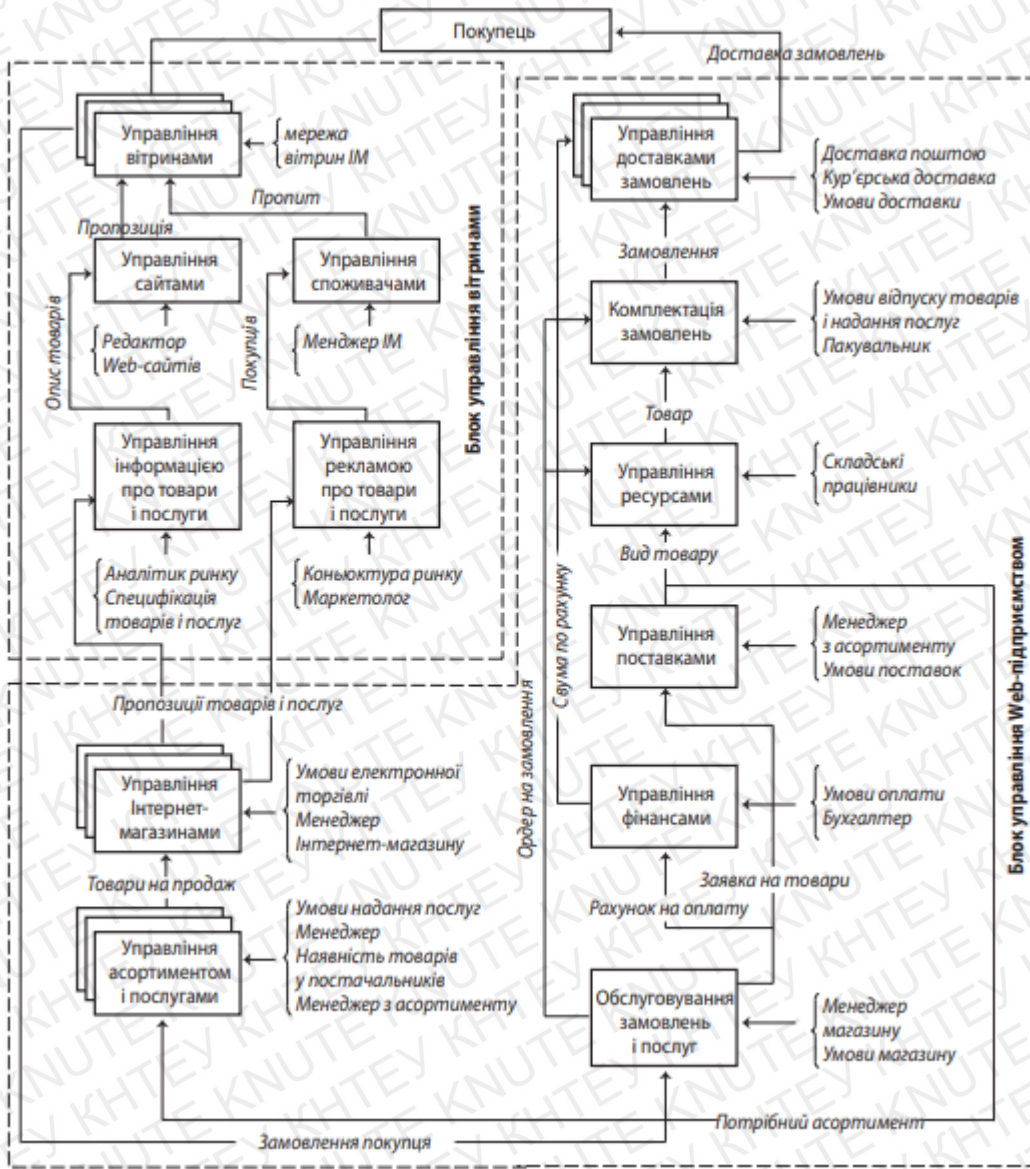 Покупець
Доставка замовлень
Управління
вітринами
мережа
вітрин ІМ
Пропит
Пропозиція
Управління
сайтами
Управління
споживачами
Опис товарів
Редактор
Web-сайтів
Покупців
Менджер ІМ
Блок управління вітринами
Управління
інформацією
про товари
і послуги
Управління
рекламою
про товари
і послуги
Аналітик ринку
Специфікація
товарів і послуг
Коньюктура ринку
Маркетолог
Управління
доставками
замовлень
Доставка поштою
Кур'єрська доставка
Умови доставки
Замовлення
Комплектація
замовлень
Умови відпуску товарів
і надання послуг
Пакувальник
Товар
Управління
ресурсами
Складські
працівники
Вид товару
Управління
поставками
Менеджер
з асортименту
Умови поставок
Свума по рахунку
Ордер на замовлення
Блок управління Web-підприємством
Пропозиції товарів і послуг
Управління
Інтернет-
магазинами
Умови електронної
торгівлі
Менеджер
Інтернет-магазину
Товари на продаж
Управління
асортиментом
і послугами
Умови надання послуг
Менеджер
Наявність товарів
у постачальників
Менеджер з асортименту
Управління
фінансами
Умови оплати
Бухгалтер
Заявка на товари
Рахунок на оплату
Обслуговування
замовлень
і послуг
Менеджер
магазину
Умови магазину
Потрібний асортимент
Замовлення покупця
КНТЕУ KNUTE